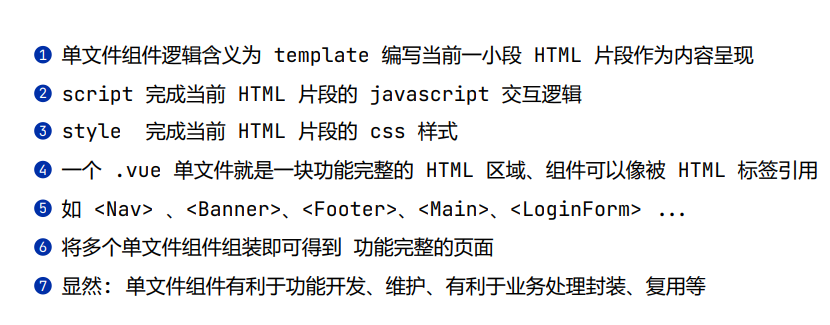 1 单文件组件逻辑含义为 template 编写当前一小段 HTML 片段作为内容呈现
2 script 完成当前 HTML 片段的 javascript 交互逻辑
3 style 完成当前 HTML 片段的 css 样式
4 一个 .vue 单文件就是一块功能完整的 HTML 区域、组件可以像被 HTML 标签引用
5 如 <Nav> 、<Banner>、<Footer>、<Main>、<LoginForm> ...
6 将多个单文件组件组装即可得到 功能完整的页面
7 显然: 单文件组件有利于功能开发、维护、有利于业务处理封装、复用等